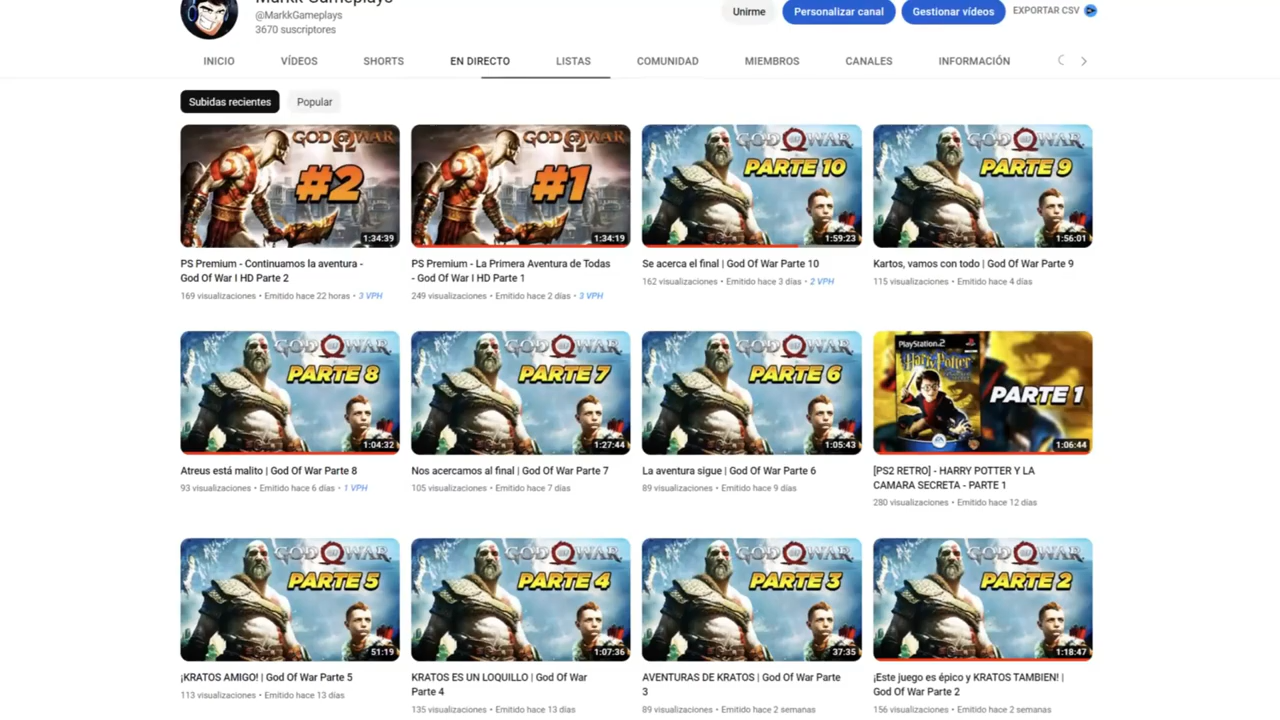 Markk Gameplays
@MarkkGameplays
3670 suscriptores
Unirme
Personalizar canal
Gestionar vídeos
EXPORTAR CSV
INICIO
VÍDEOS
SHORTS
EN DIRECTO
LISTAS
COMUNIDAD
MIEMBROS
CANALES
INFORMACIÓN
Subidas recientes
Popular
GOD OF WAR
#2
1:34:39
PS Premium - Continuamos la aventura -
God Of War I HD Parte 2
169 visualizaciones • Emitido hace 22 horas • 3 VPH
GOD OF WAR
#1
1:34:19
PS Premium - La Primera Aventura de Todas
- God Of War I HD Parte 1
249 visualizaciones • Emitido hace 2 días • 3 VPH
GOD OF WAR
PARTE 10
1:59:23
Se acerca el final | God Of War Parte 10
162 visualizaciones • Emitido hace 3 días • 2 VPH
GOD OF WAR
PARTE 9
1:56:01
Kartos, vamos con todo | God Of War Parte 9
115 visualizaciones • Emitido hace 4 días
GOD OF WAR
PARTE 8
1:04:32
Atreus está malito | God Of War Parte 8
93 visualizaciones • Emitido hace 6 días • 1 VPH
GOD OF WAR
PARTE 7
1:27:44
Nos acercamos al final | God Of War Parte 7
105 visualizaciones • Emitido hace 7 días
GOD OF WAR
PARTE 6
1:05:43
La aventura sigue | God Of War Parte 6
89 visualizaciones • Emitido hace 9 días
PlayStation.2
Harry Potter
EA
PARTE 1
1:06:44
[PS2 RETRO] - HARRY POTTER Y LA
CAMARA SECRETA - PARTE 1
280 visualizaciones • Emitido hace 12 días
GOD OF WAR
PARTE 5
51:19
¡KRATOS AMIGO! | God Of War Parte 5
113 visualizaciones • Emitido hace 13 días
GOD OF WAR
PARTE 4
1:07:36
KRATOS ES UN LOQUILLO | God Of War
Parte 4
135 visualizaciones • Emitido hace 13 días
GOD OF WAR
PARTE 3
37:35
AVENTURAS DE KRATOS | God Of War Parte
3
89 visualizaciones • Emitido hace 2 semanas
GOD OF WAR
PARTE 2
1:18:47
¡Este juego es épico y KRATOS TAMBIEN! |
God Of War Parte 2
156 visualizaciones • Emitido hace 2 semanas